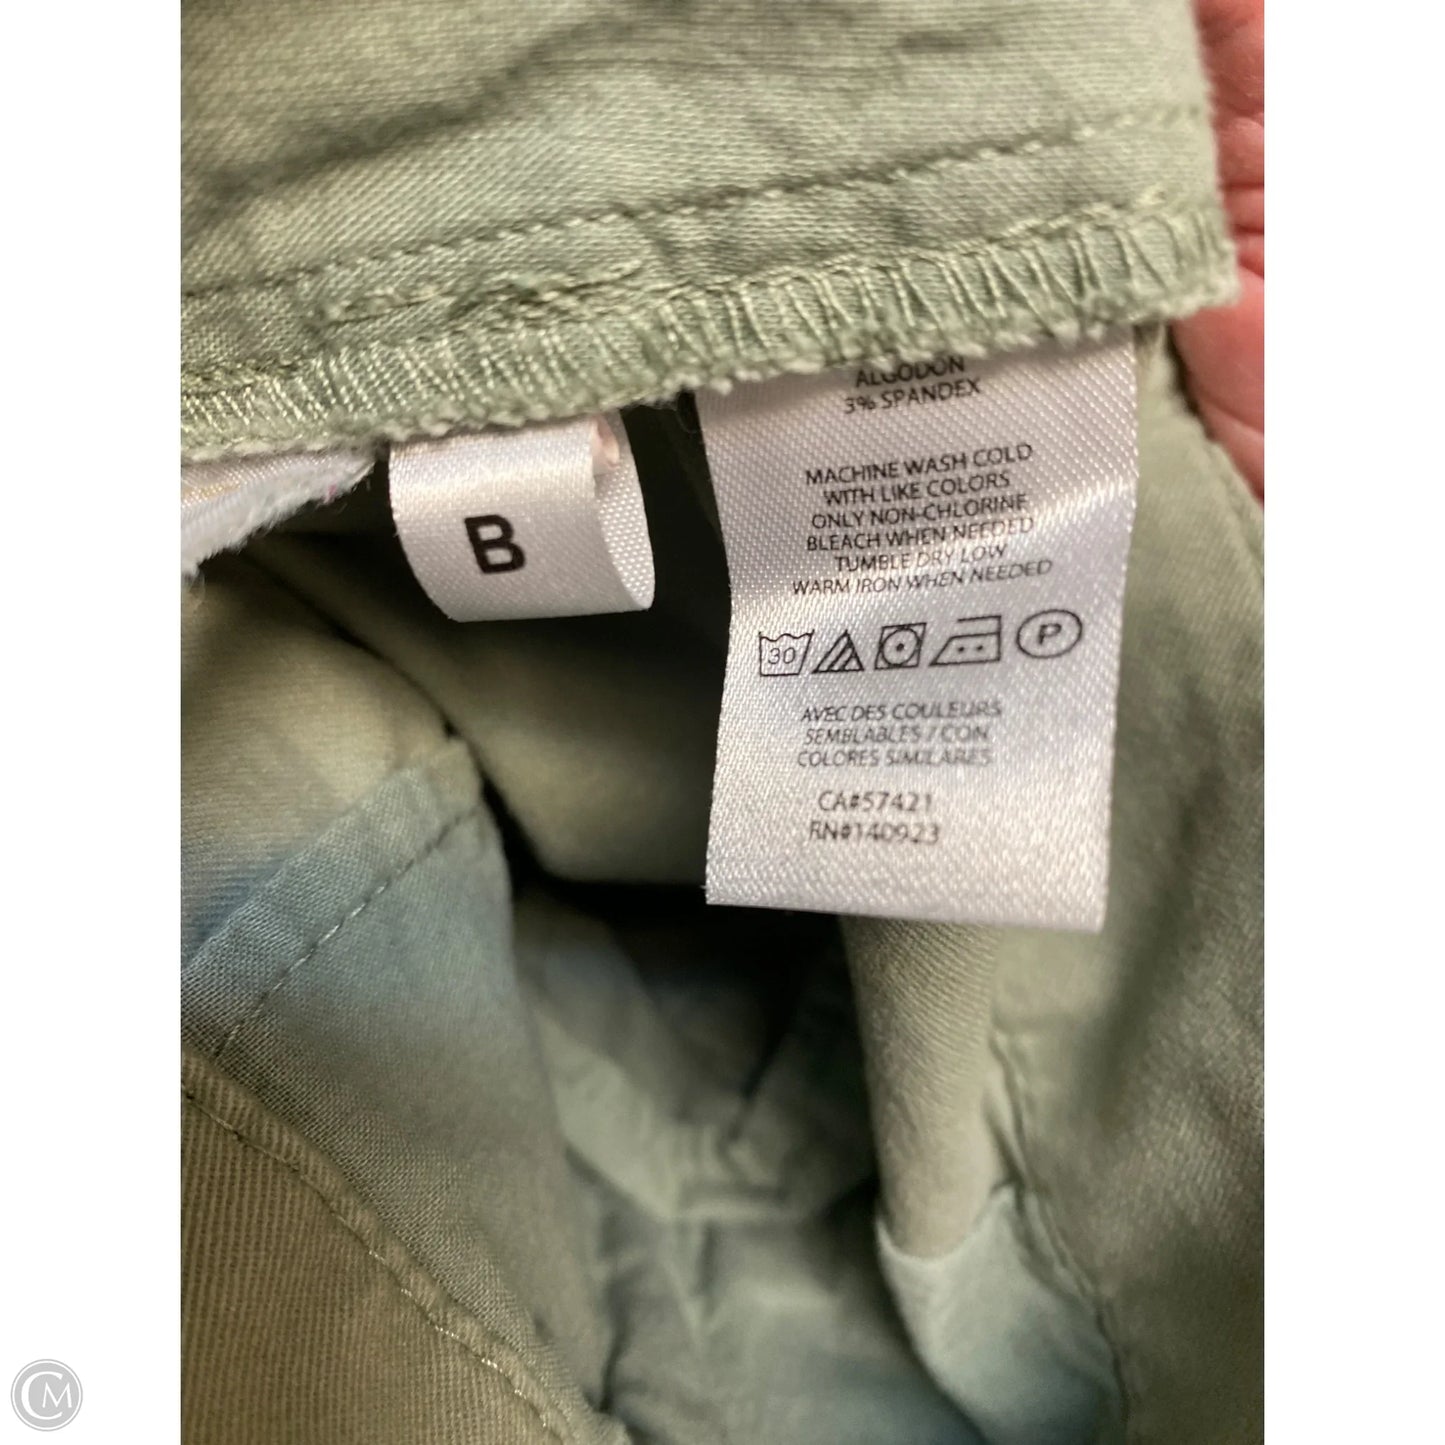 ALGODON
3% SPANDEX
MACHINE WASH COLD
WITH LIKE COLORS
ONLY NON-CHLORINE
BLEACH WHEN NEEDED
TUMBLE DRY LOW
WARM IRON WHEN NEEDED
B
30
P
AVEC DES COULEURS
SEMBLABLES / CON
COLORES SIMILARES
CA#57421
RN#140923
CM